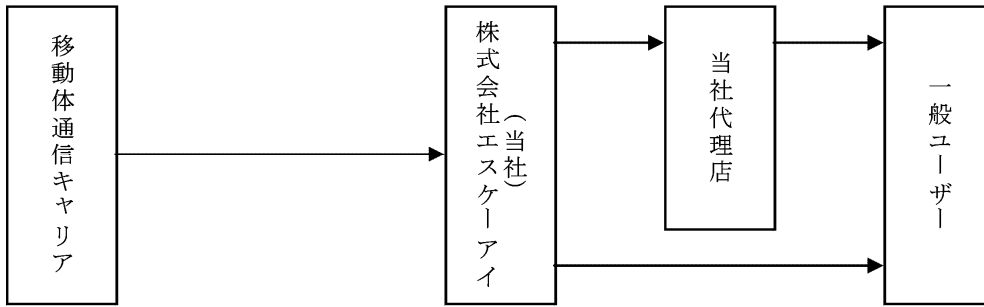 移動体通信キャリア
株式会社エスケーアイ
(当社)
当社代理店
一般ユーザー